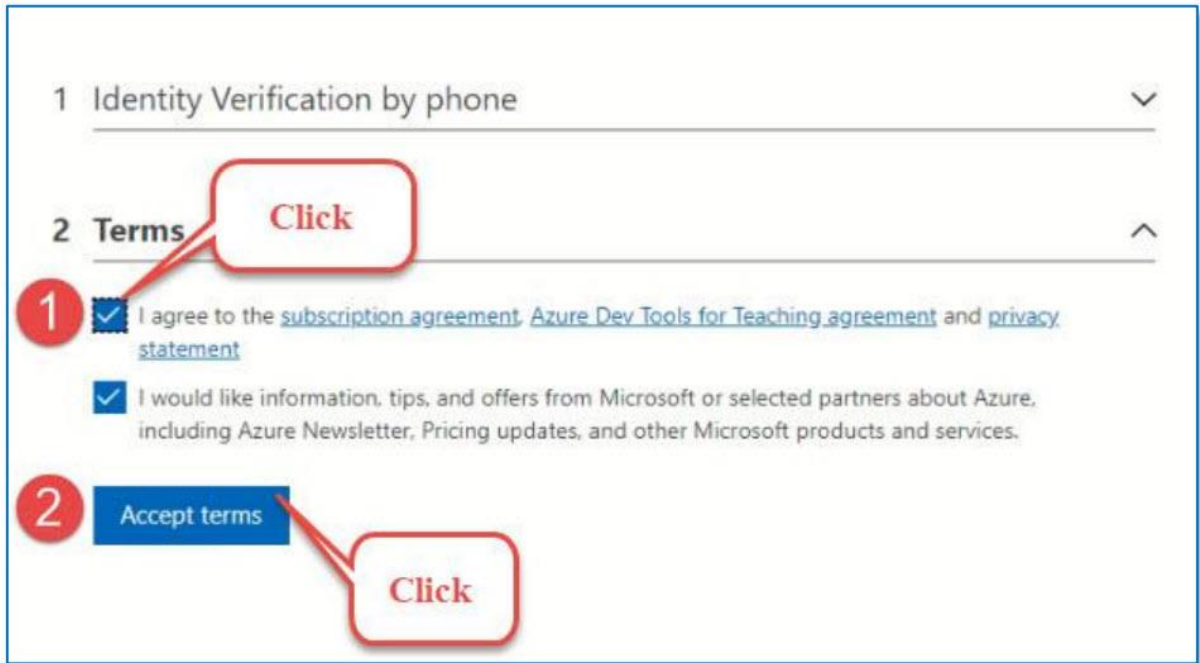 1 Identity Verification by phone
Click
2 Terms
1 I agree to the subscription agreement, Azure Dev Tools for Teaching agreement and privacy
statement
I would like information, tips, and offers from Microsoft or selected partners about Azure,
including Azure Newsletter, Pricing updates, and other Microsoft products and services.
2 Accept terms
Click